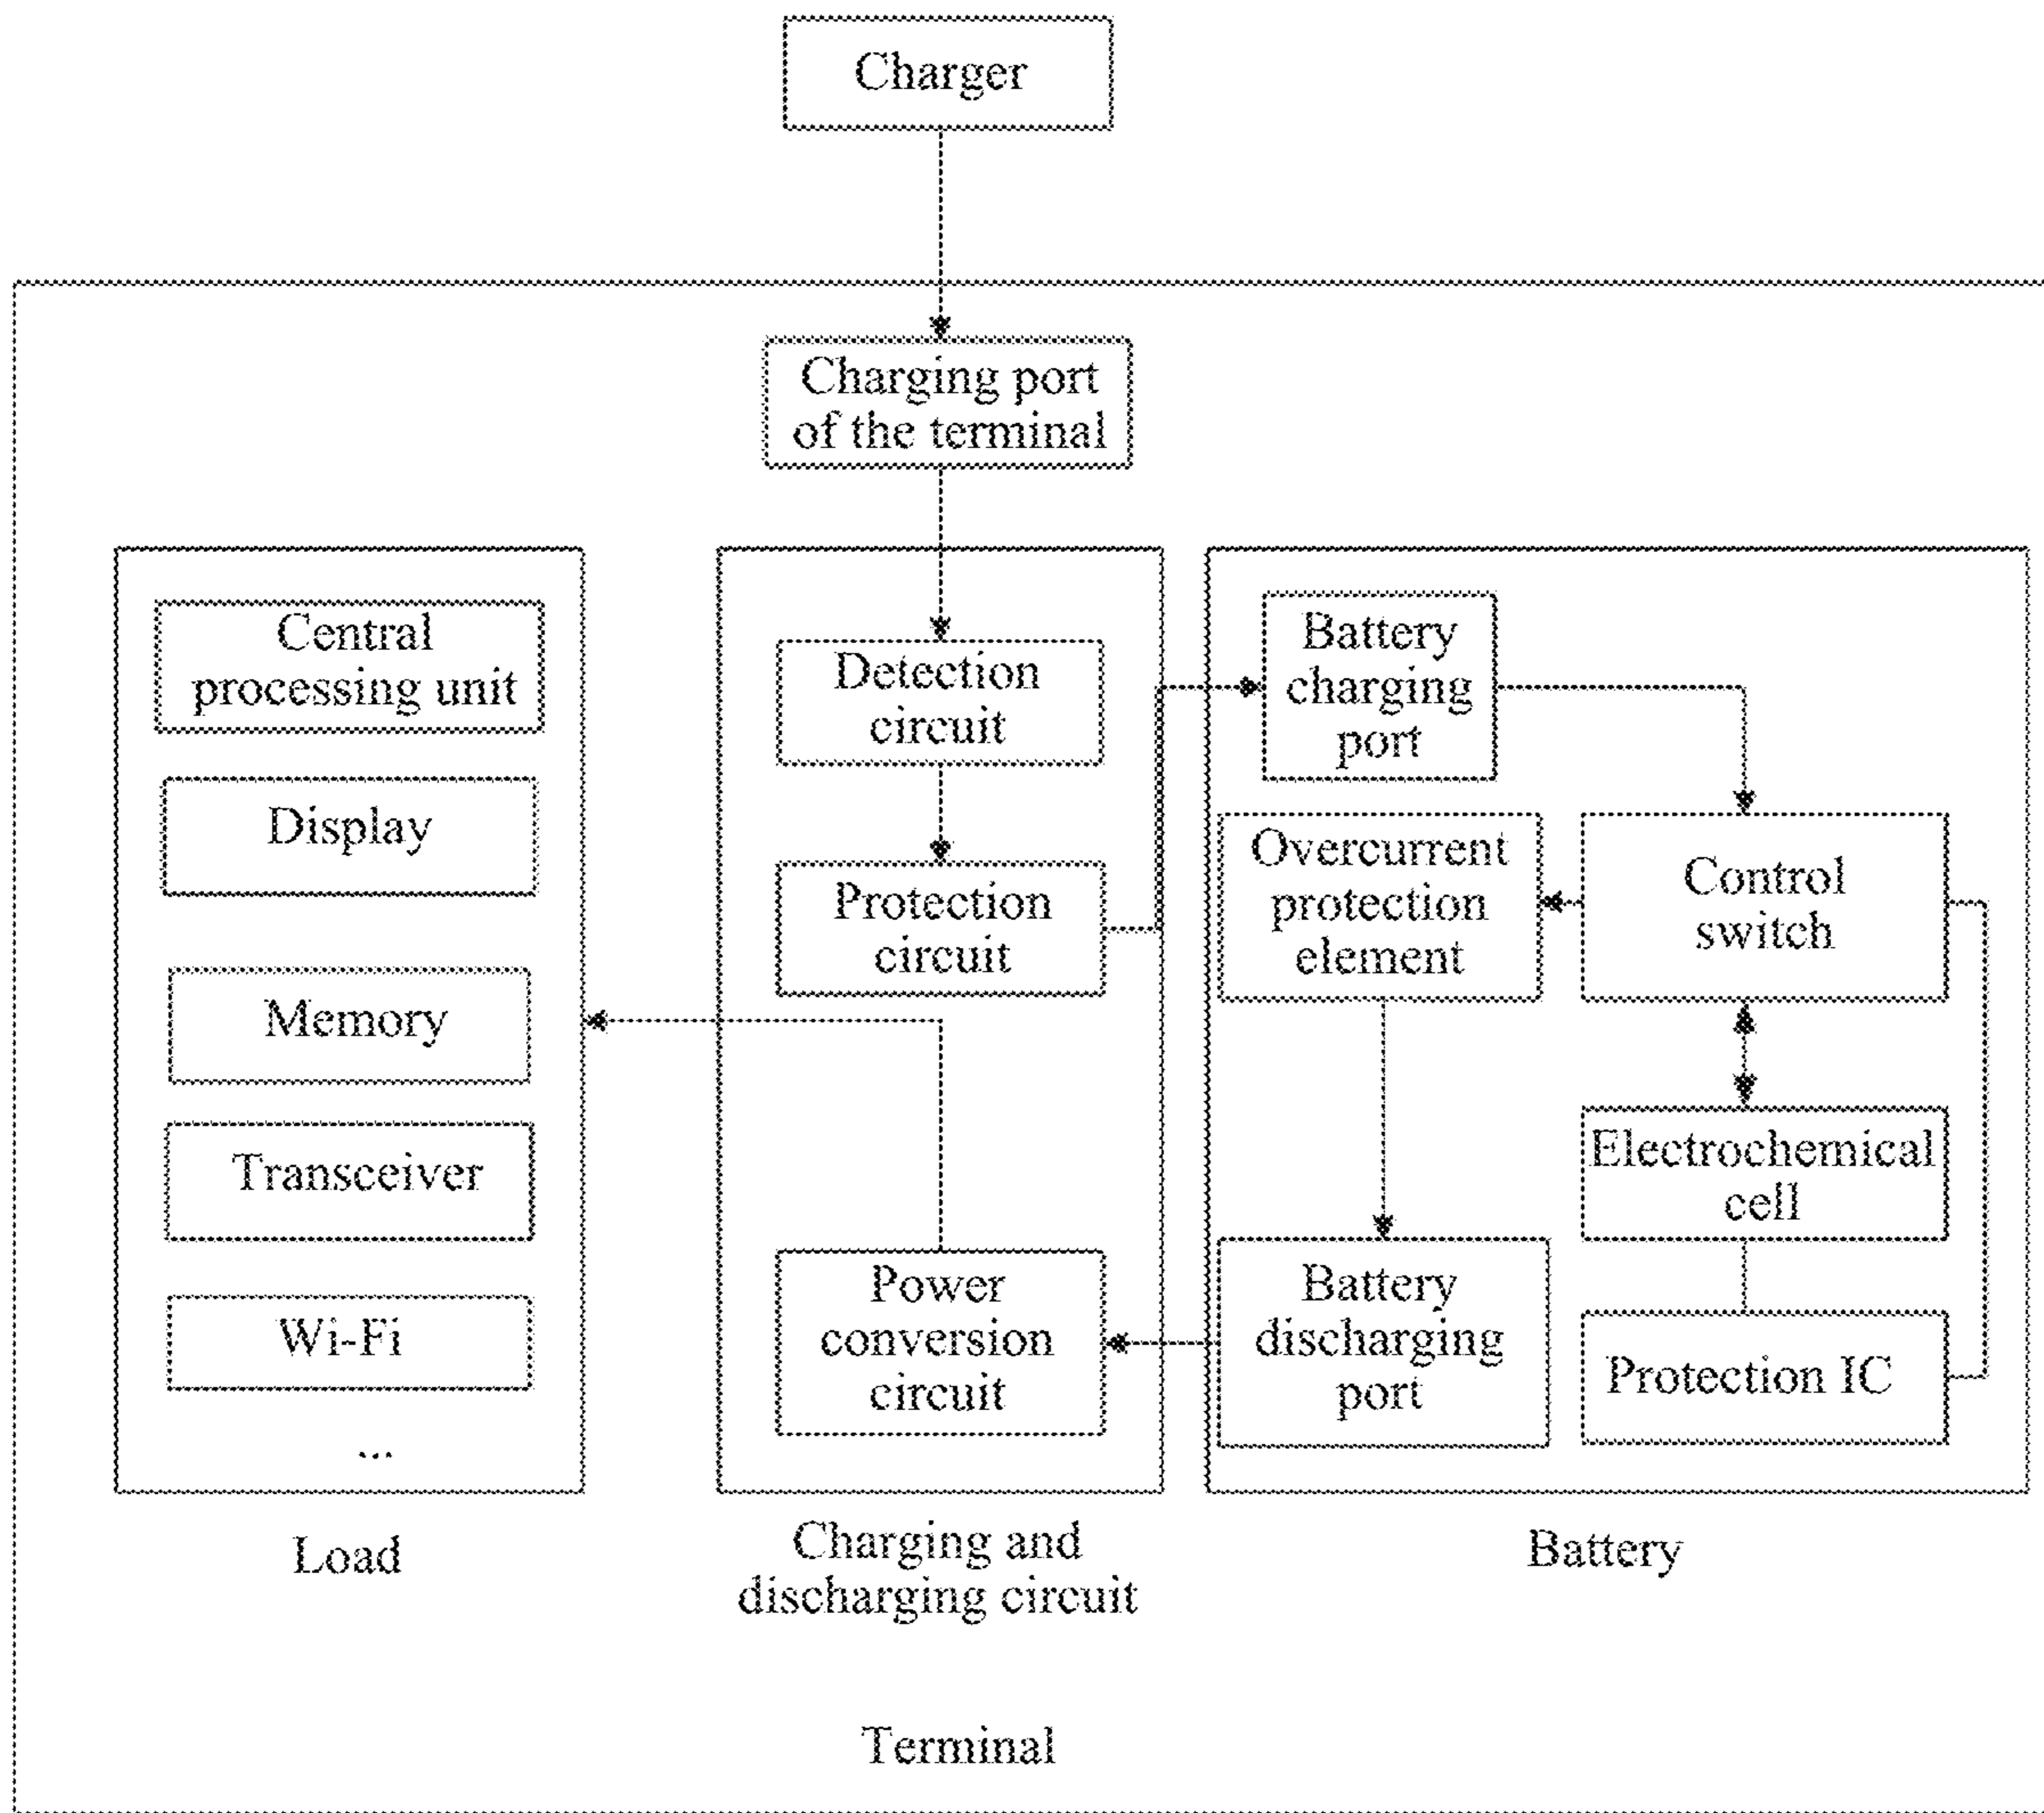 Charger
Charging port
of the terminal
Central
processing unit
Display
Memory
Transceiver
Wi-Fi
...
Load
Detection
circuit
Protection
circuit
Power
conversion
circuit
Charging and
discharging circuit
Battery
charging
port
Overcurrent
protection
element
Control
switch
Electrochemical
cell
Battery
discharging
port
Protection IC
Battery
Terminal